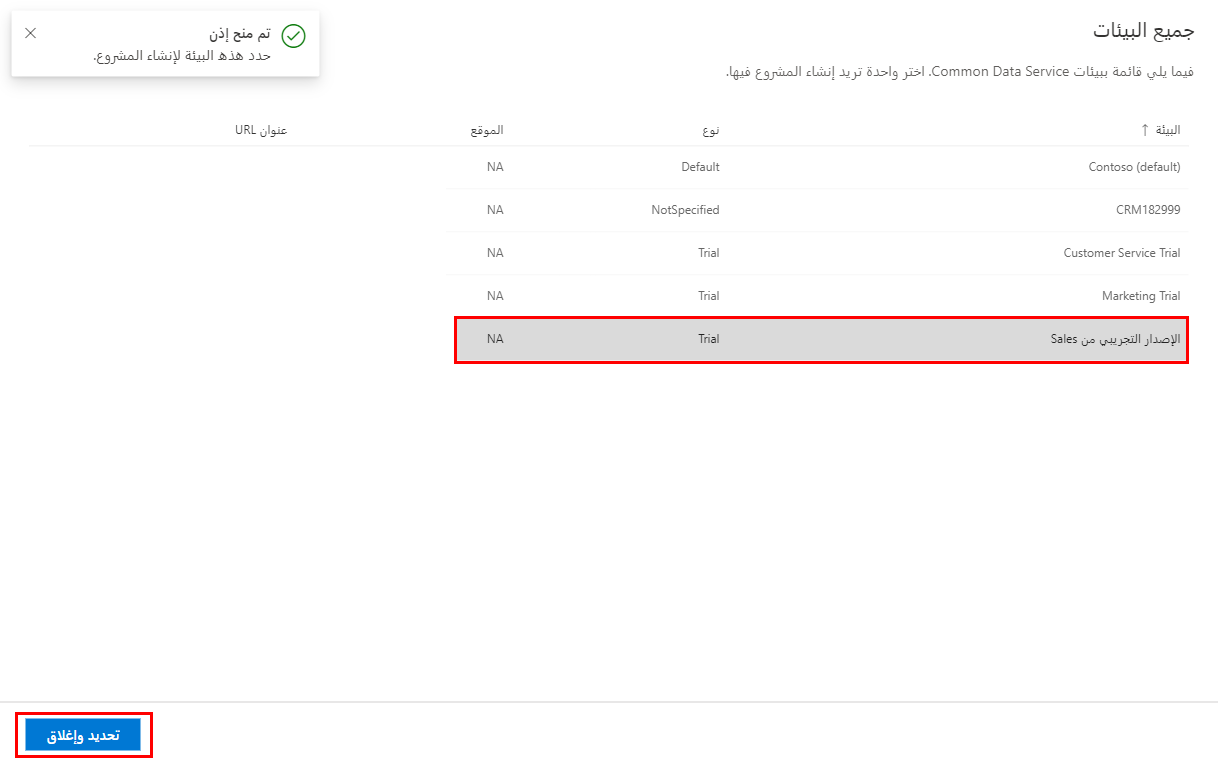 جميع البيئات
فيما يلي قائمة ببيئات Common Data Service. اختر واحدة تريد إنشاء المشروع فيها.
تم منح إذن
حدد هذه البيئة لإنشاء المشروع.
البيئة ↑ نوع الموقع عنوان URL
Contoso (default) Default NA
CRM182999 NotSpecified NA
Customer Service Trial Trial NA
Marketing Trial Trial NA
الإصدار التجريبي من Sales Trial NA
تحديد وإغلاق